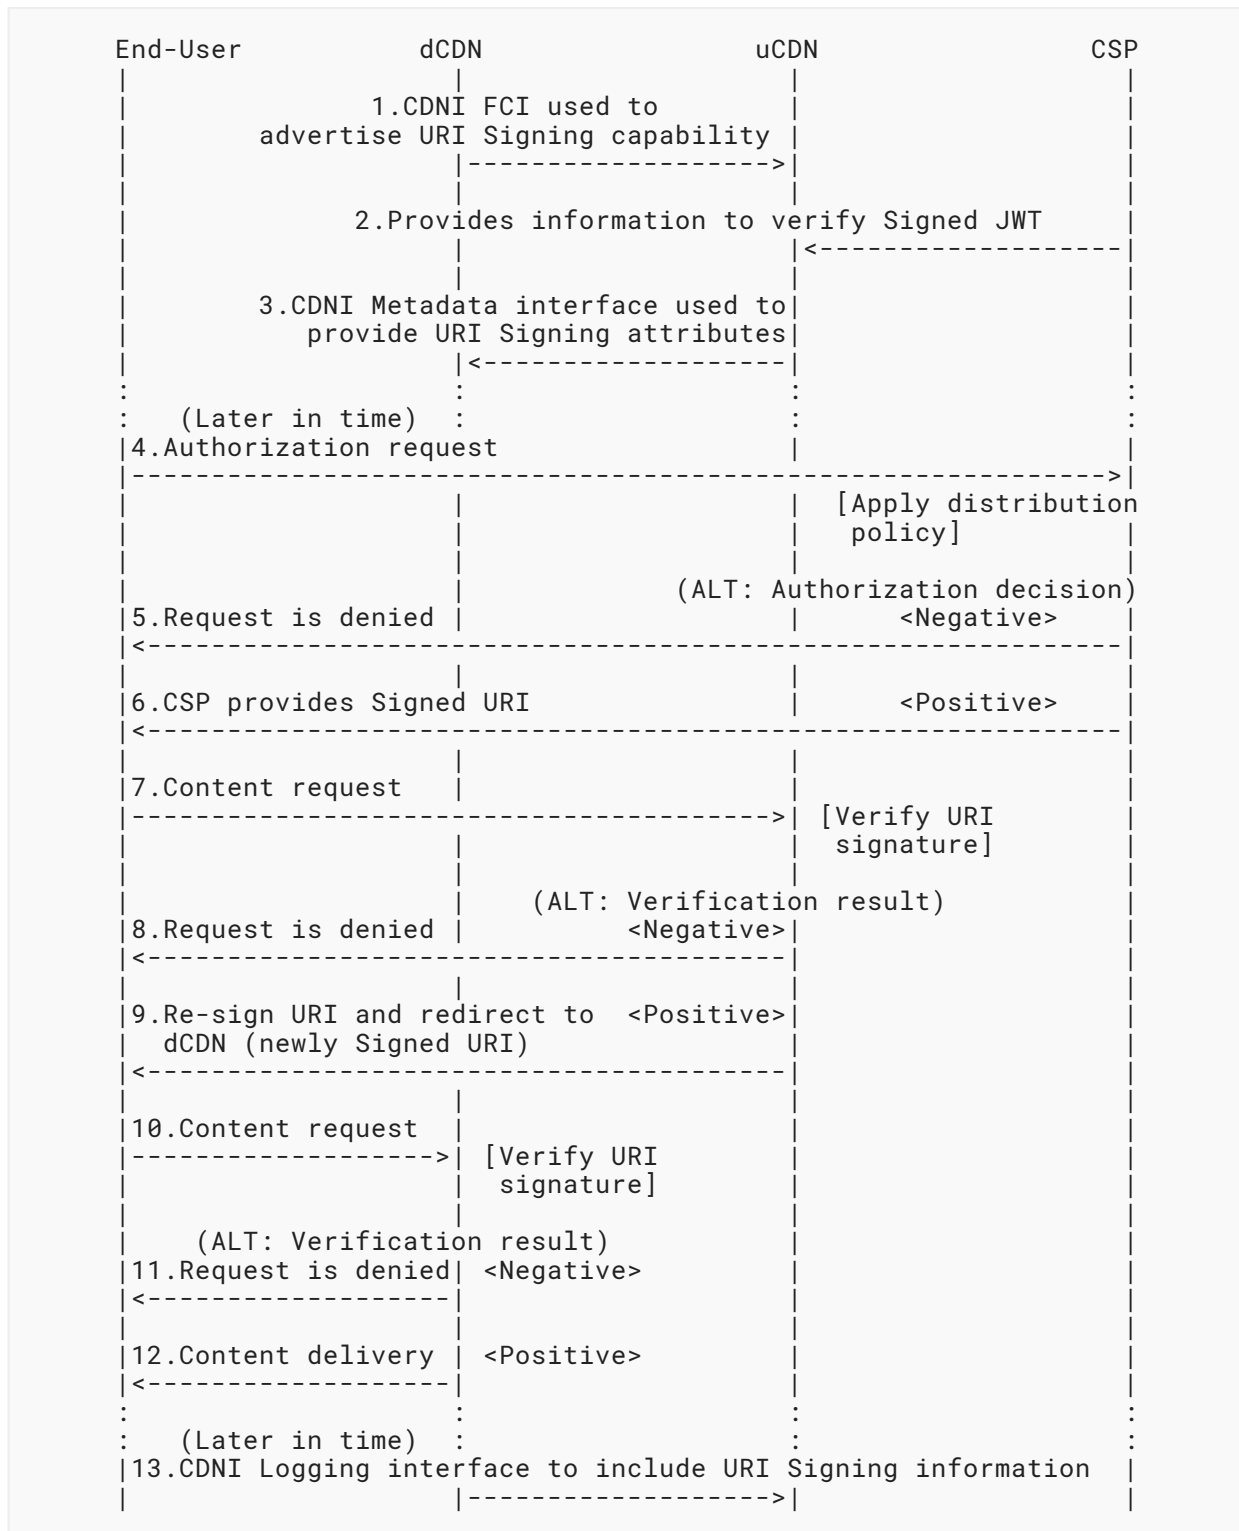 End-User           dCDN                 uCDN                 CSP
|                    |                    |                    |
|               1.CDNI FCI used to        |                    |
|        advertise URI Signing capability |                    |
|                    |------------------->|                    |
|                    |                    |                    |
|              2.Provides information to verify Signed JWT     |
|                    |                    |<-------------------|
|                    |                    |                    |
|        3.CDNI Metadata interface used to|                    |
|           provide URI Signing attributes|                    |
|                    |<-------------------|                    |
:                    :                    :                    :
:   (Later in time)  :                    :                    :
|4.Authorization request                  |                    |
|------------------------------------------------------------->|
|                    |                    |  [Apply distribution
|                    |                    |   policy]          |
|                    |                    |                    |
|                    |             (ALT: Authorization decision)
|5.Request is denied |                    |      <Negative>    |
|<-------------------------------------------------------------|
|                    |                    |                    |
|6.CSP provides Signed URI                |      <Positive>    |
|<-------------------------------------------------------------|
|                    |                    |                    |
|7.Content request   |                    |                    |
|---------------------------------------->| [Verify URI        |
|                    |                    |  signature]        |
|                    |                    |                    |
|                    |    (ALT: Verification result)           |
|8.Request is denied |          <Negative>|                    |
|<----------------------------------------|                    |
|                    |                    |                    |
|9.Re-sign URI and redirect to  <Positive>|                    |
|  dCDN (newly Signed URI)                |                    |
|<----------------------------------------|                    |
|                    |                    |                    |
|10.Content request  |                    |                    |
|------------------->| [Verify URI        |                    |
|                    |  signature]        |                    |
|                    |                    |                    |
|    (ALT: Verification result)           |                    |
|11.Request is denied| <Negative>         |                    |
|<-------------------|                    |                    |
|                    |                    |                    |
|12.Content delivery | <Positive>         |                    |
|<-------------------|                    |                    |
:                    :                    :                    :
:   (Later in time)  :                    :                    :
|13.CDNI Logging interface to include URI Signing information  |
|                    |------------------->|                    |